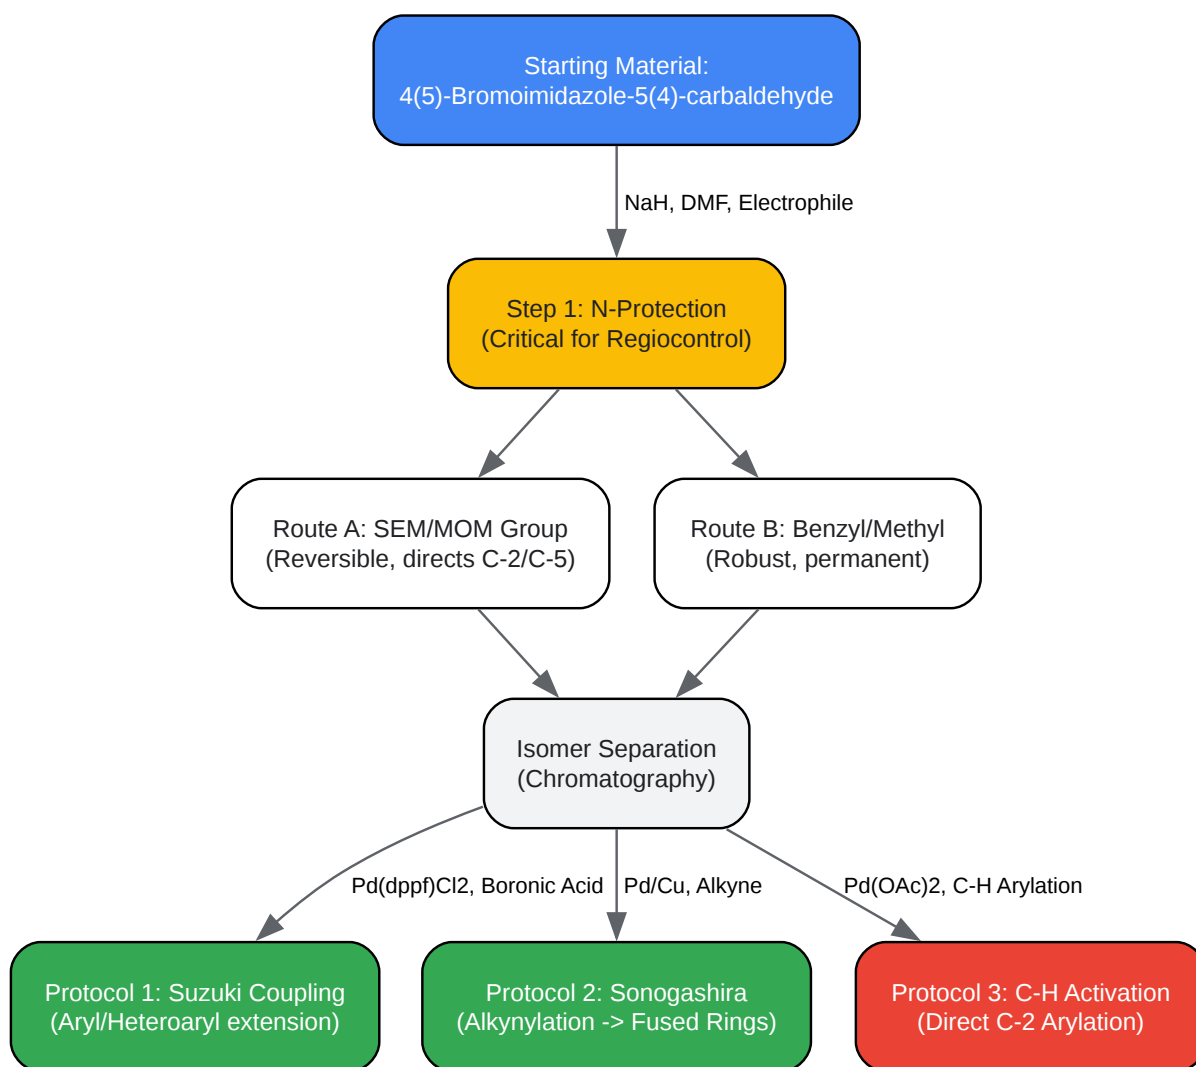 Starting Material:
4(5)-Bromoimidazole-5(4)-carbaldehyde
NaH, DMF, Electrophile
Step 1: N-Protection
(Critical for Regiocontrol)
Route A: SEM/MOM Group
(Reversible, directs C-2/C-5)
Route B: Benzyl/Methyl
(Robust, permanent)
Isomer Separation
(Chromatography)
Pd(dppf)Cl2, Boronic Acid
Pd/Cu, Alkyne
Pd(OAc)2, C-H Arylation
Protocol 1: Suzuki Coupling
(Aryl/Heteroaryl extension)
Protocol 2: Sonogashira
(Alkynylation -> Fused Rings)
Protocol 3: C-H Activation
(Direct C-2 Arylation)